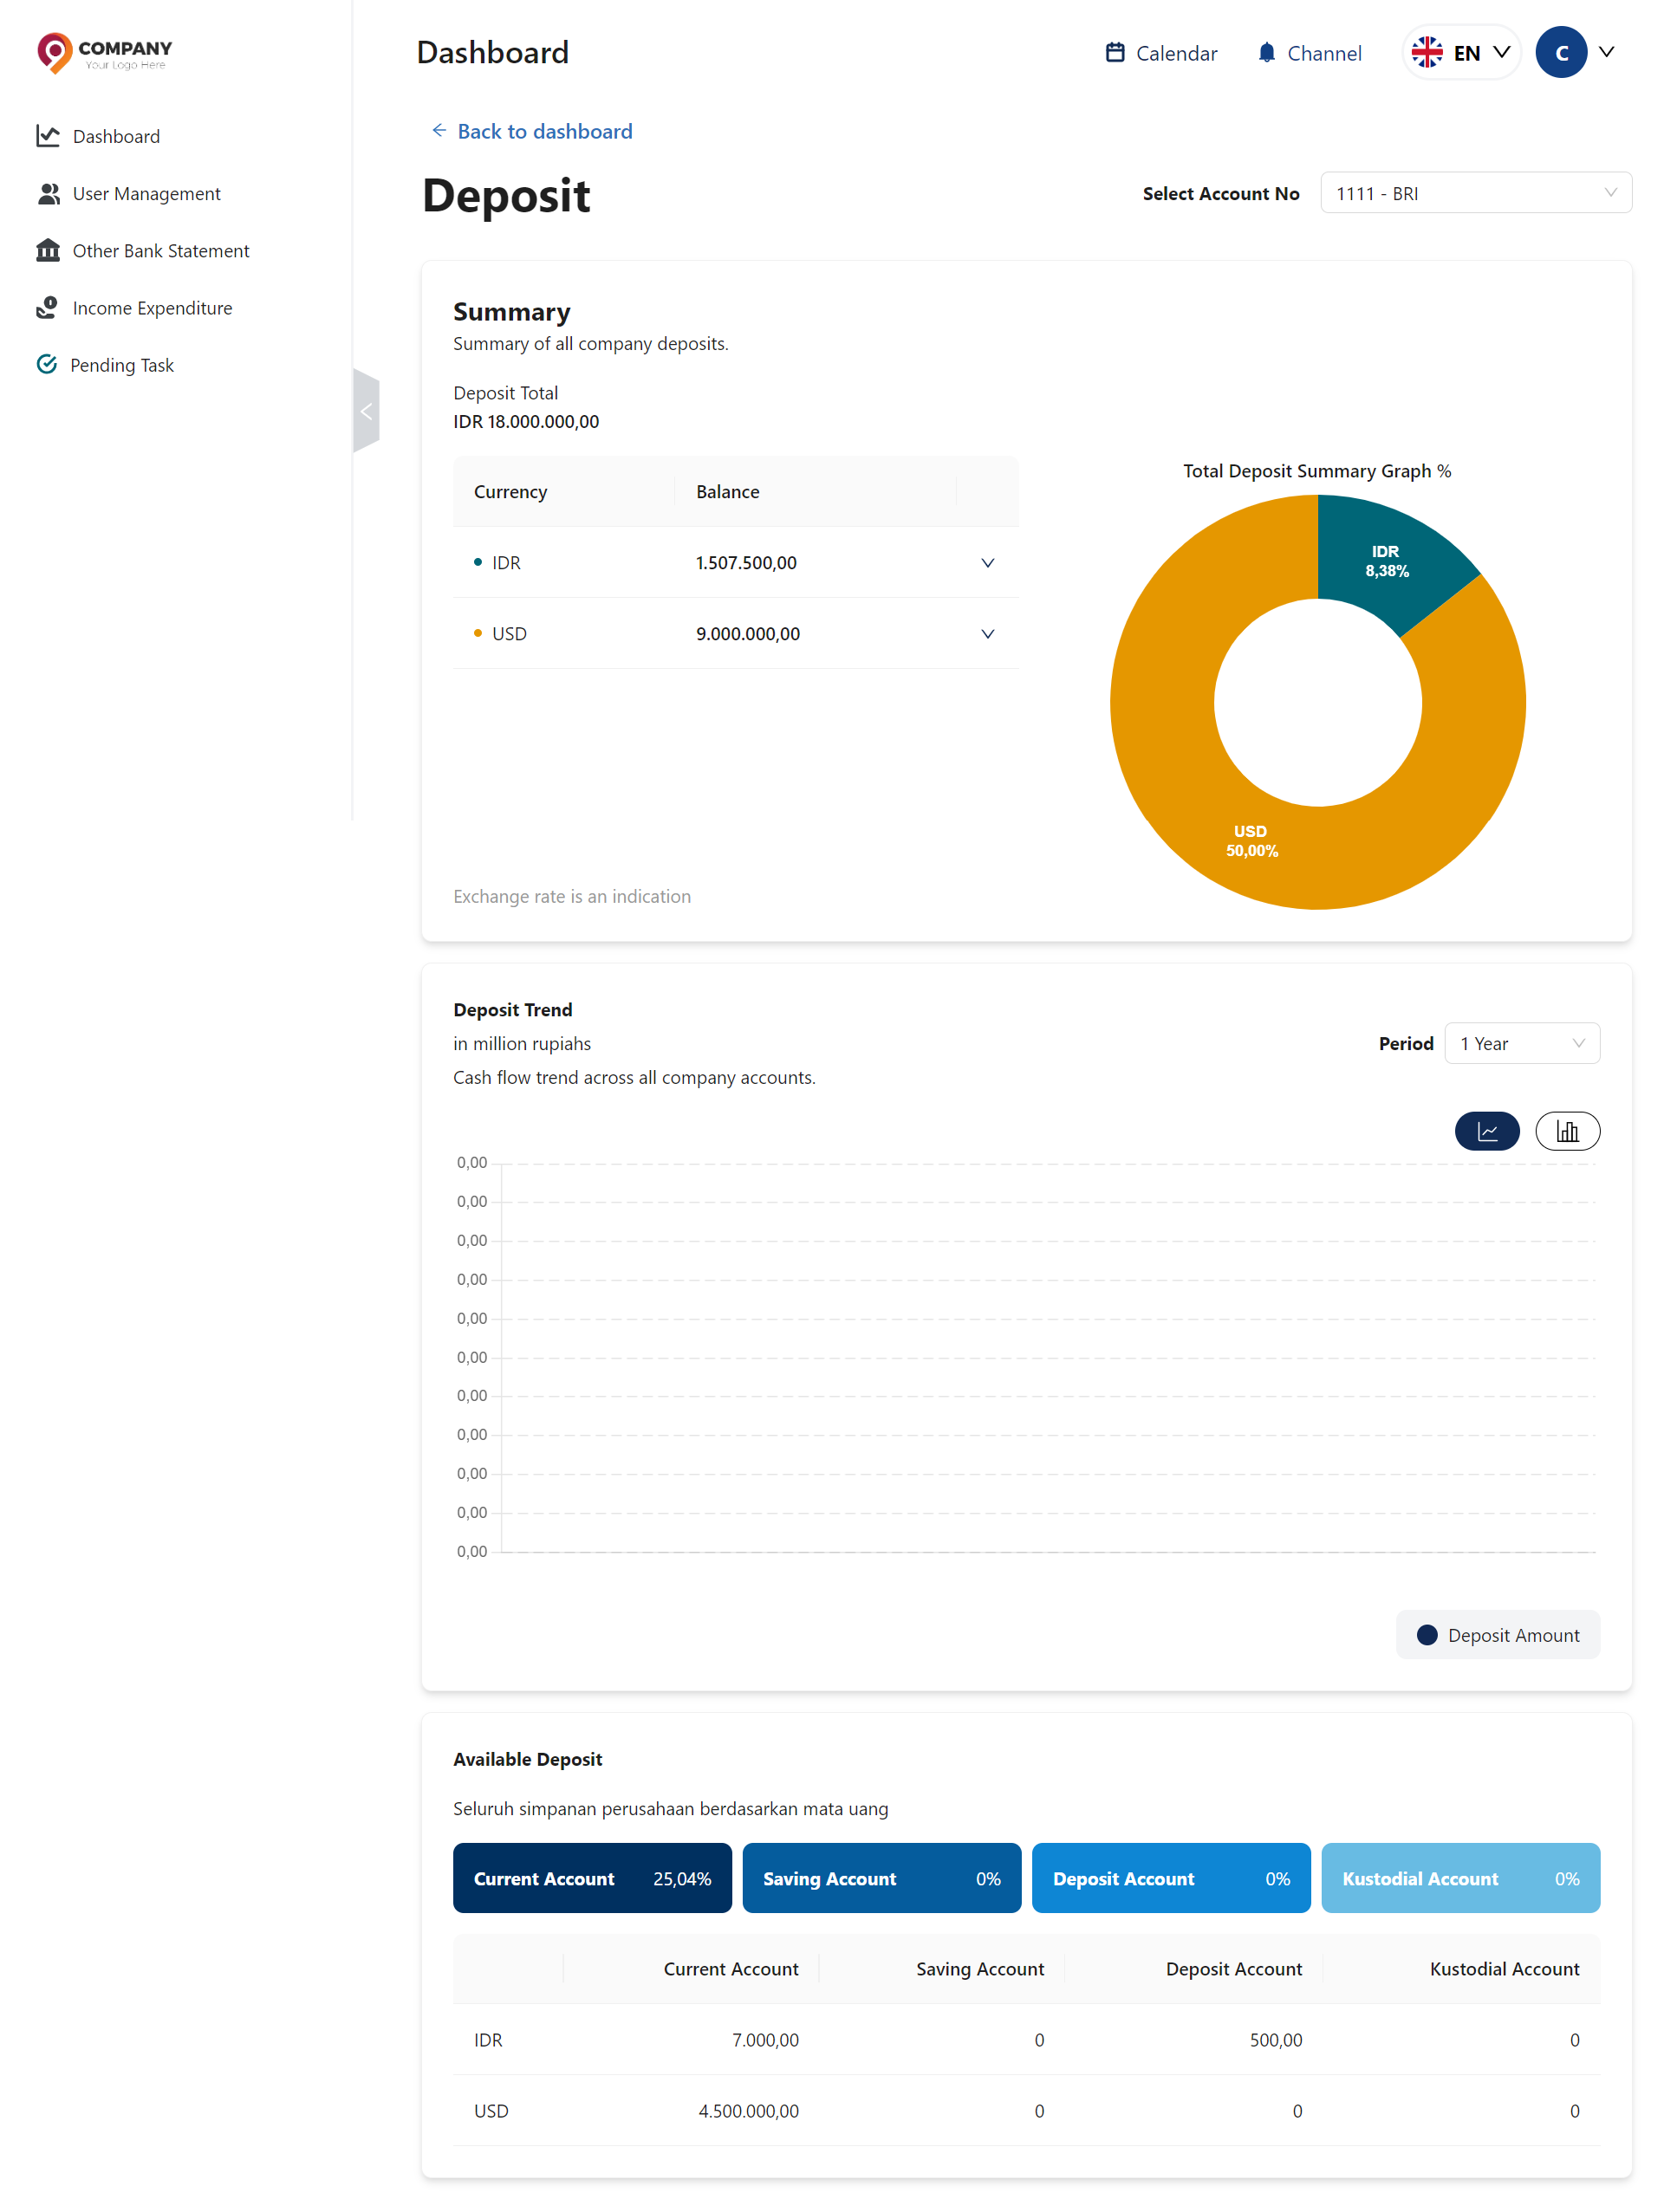 COMPANY
Your Logo Here
Dashboard
User Management
Other Bank Statement
Income Expenditure
Pending Task
Dashboard
Calendar
Channel
EN
C
Back to dashboard
Deposit
Select Account No
1111 - BRI
Summary
Summary of all company deposits.
Deposit Total
IDR 18.000.000,00
Currency Balance
IDR 1.507.500,00
USD 9.000.000,00
Exchange rate is an indication
Total Deposit Summary Graph %
IDR
8,38%
USD
50,00%
Deposit Trend
in million rupiahs
Cash flow trend across all company accounts.
Period
1 Year
0,00
0,00
0,00
0,00
0,00
0,00
0,00
0,00
0,00
0,00
0,00
Deposit Amount
Available Deposit
Seluruh simpanan perusahaan berdasarkan mata uang
Current Account 25,04%
Saving Account 0%
Deposit Account 0%
Kustodial Account 0%
Current Account Saving Account Deposit Account Kustodial Account
IDR 7.000,00 0 500,00 0
USD 4.500.000,00 0 0 0